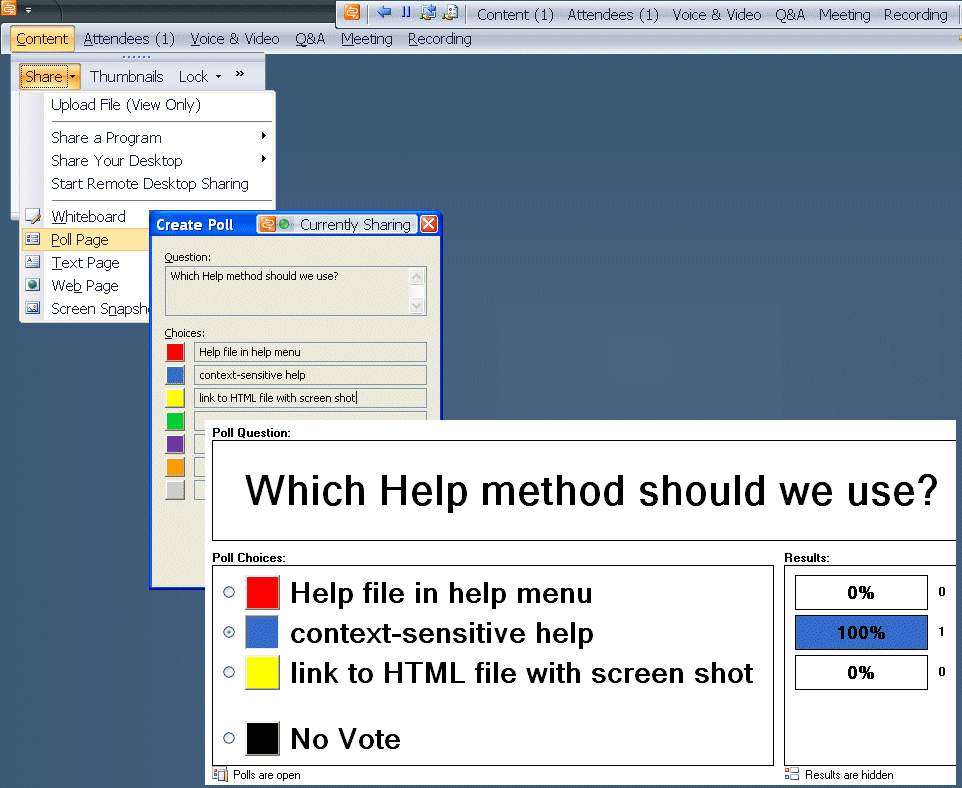 Content (1) Attendees (1) Voice & Video Q&A Meeting Recording
Content Attendees (1) Voice & Video Q&A Meeting Recording
Share Thumbnails Lock »
Upload File (View Only)
Share a Program
Share Your Desktop
Start Remote Desktop Sharing
Whiteboard
Poll Page
Text Page
Web Page
Screen Snapsh
Create Poll Currently Sharing
Question:
Which Help method should we use?
Choices:
Help file in help menu
context-sensitive help
link to HTML file with screen shot
Poll Question:
Which Help method should we use?
Poll Choices: Results:
Help file in help menu 0% 0
context-sensitive help 100% 1
link to HTML file with screen shot 0% 0
No Vote
Polls are open Results are hidden